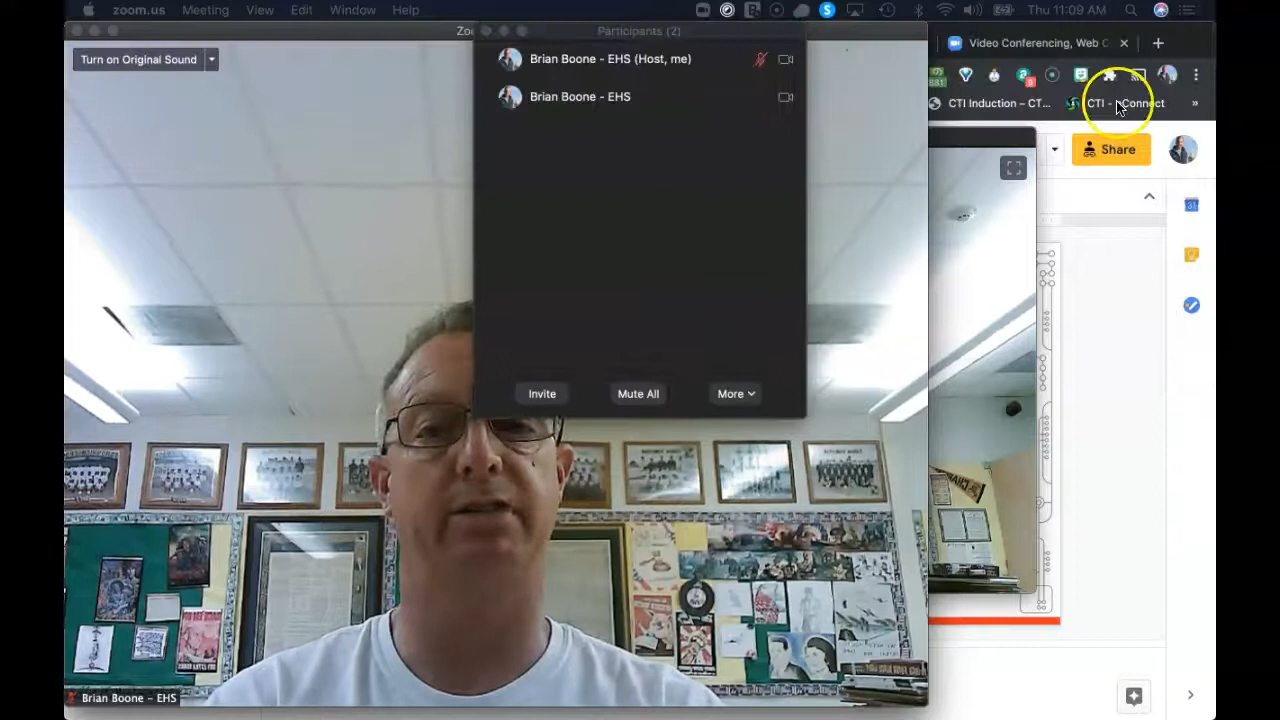 zoom.us Meeting View Edit Window Help
Thu 11:09 AM
Zo
Participants (2)
Turn on Original Sound
Brian Boone - EHS (Host, me)
Brian Boone - EHS
Invite
Mute All
More
Brian Boone - EHS
Video Conferencing, Web C
CTI Induction – CT...
CTI - Connect
Share